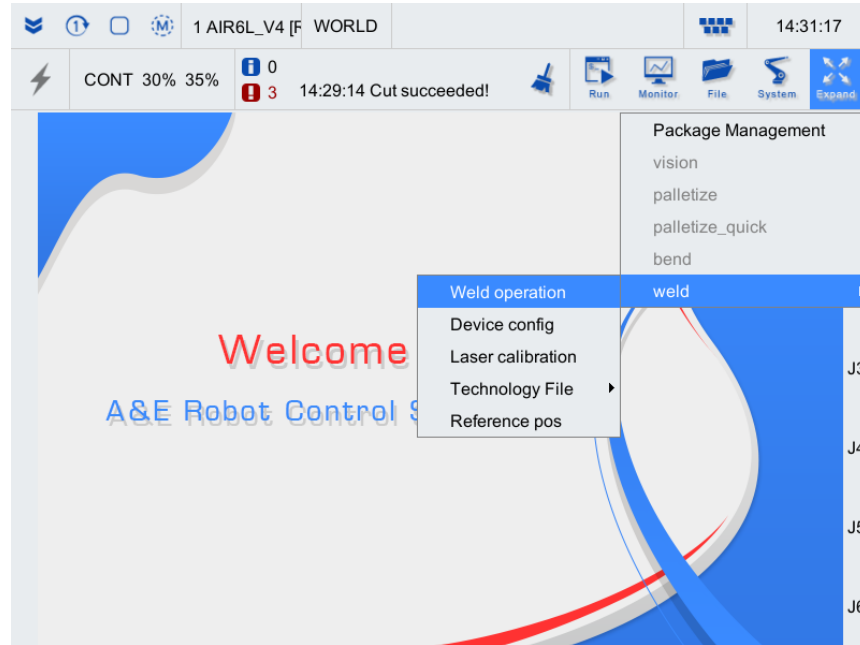 1 AIR6L_V4 [R WORLD 14:31:17
CONT 30% 35% 0
3 14:29:14 Cut succeeded!
Run Monitor File System Expand
Package Management
vision
palletize
palletize_quick
bend
Weld operation weld
Device config
Laser calibration
Technology File
Reference pos
Welcome
A&E Robot Control S
J3
J4
J5
J6